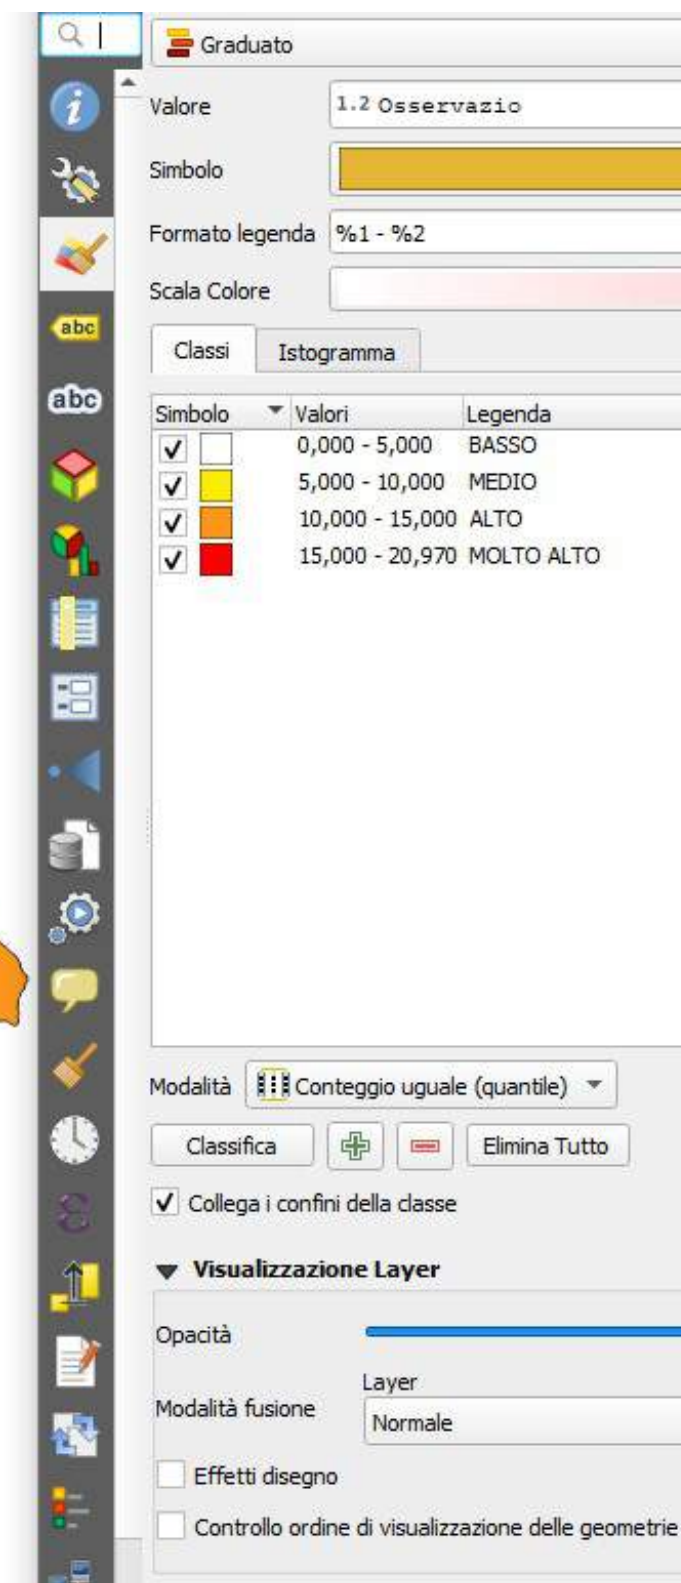 Graduato
Valore 1.2 Osservazio
Simbolo
Formato legenda %1 - %2
Scala Colore
Classi Istogramma
Simbolo Valori Legenda
0,000 - 5,000 BASSO
5,000 - 10,000 MEDIO
10,000 - 15,000 ALTO
15,000 - 20,970 MOLTO ALTO
Modalità Conteggio uguale (quantile)
Classifica Elimina Tutto
Collega i confini della classe
Visualizzazione Layer
Opacità
Layer
Modalità fusione Normale
Effetti disegno
Controllo ordine di visualizzazione delle geometrie
abc
abc